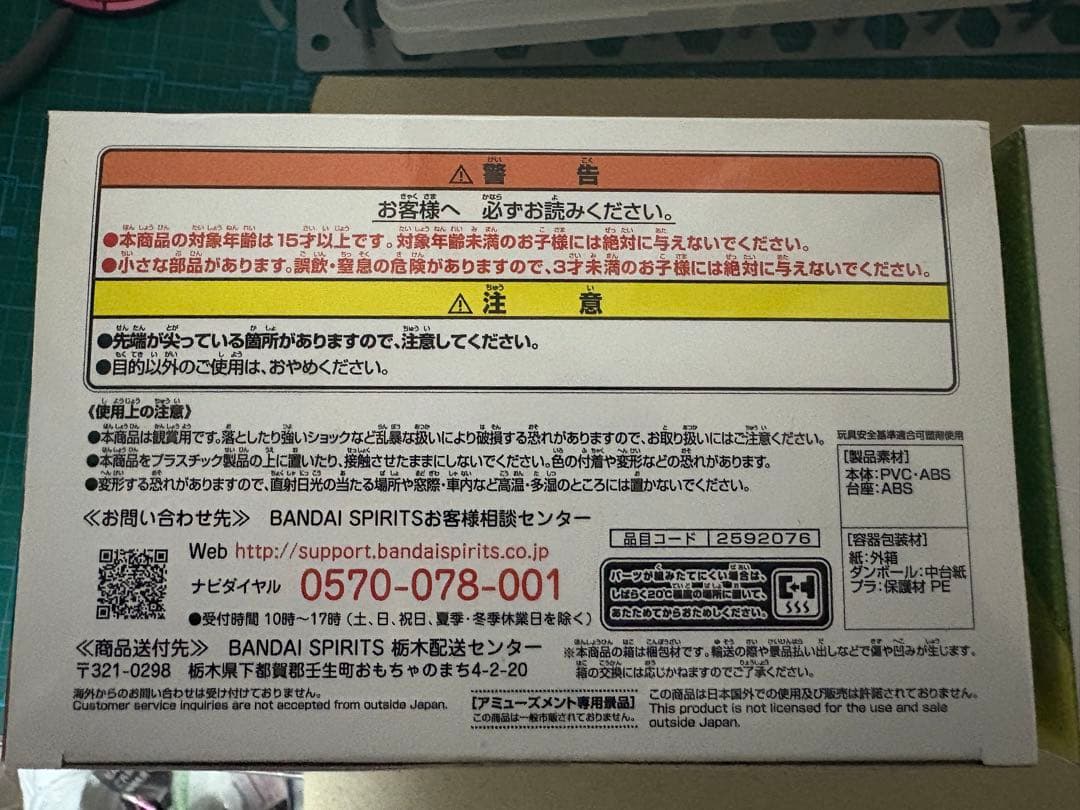 ⚠警告
お客様へ 必ずお読みください。
●本商品の対象年齢は15才以上です。対象年齢未満のお子様には絶対に与えないでください。
●小さな部品があります。誤飲・窒息の危険がありますので、3才未満のお子様には絶対に与えないでください。
⚠注意
●先端が尖っている箇所がありますので、注意してください。
●目的以外のご使用は、おやめください。
《使用上の注意》
●本商品は観賞用です。落としたり強いショックなど乱暴な扱いにより破損する恐れがありますので、お取り扱いにはご注意ください。
●本商品をプラスチック製品の上に置いたり、接触させたままにしないでください。色の付着や変形などの恐れがあります。
●変形する恐れがありますので、直射日光の当たる場所や窓際・車内など高温・多湿のところには置かないでください。
玩具安全基準適合可塑剤使用
[製品素材]
本体:PVC・ABS
台座:ABS
[容器包装材]
紙:外箱
ダンボール:中台紙
プラ:保護材 PE
≪お問い合わせ先≫ BANDAI SPIRITSお客様相談センター
Web http://support.bandaispirits.co.jp
ナビダイヤル 0570-078-001
●受付時間 10時〜17時(土、日、祝日、夏季・冬季休業日を除く)
品目コード 2592076
パーツが組みたてにくい場合は、
しばらく20℃程度の場所に置いて、
あたためてからおためしください。
≪商品送付先≫ BANDAI SPIRITS 栃木配送センター
〒321-0298 栃木県下都賀郡壬生町おもちゃのまち4-2-20
※本商品の箱は梱包材です。輸送の際や景品払い出しなどで傷や凹みが生じます。
箱の交換には応じかねますのでご了承ください。
海外からのお問い合わせは受け付けておりません。
Customer service inquiries are not accepted from outside Japan.
[アミューズメント専用景品]
この商品は一般市販されておりません。
この商品は日本国外での使用及び販売は許諾されておりません。
This product is not licensed for the use and sale
outside Japan.